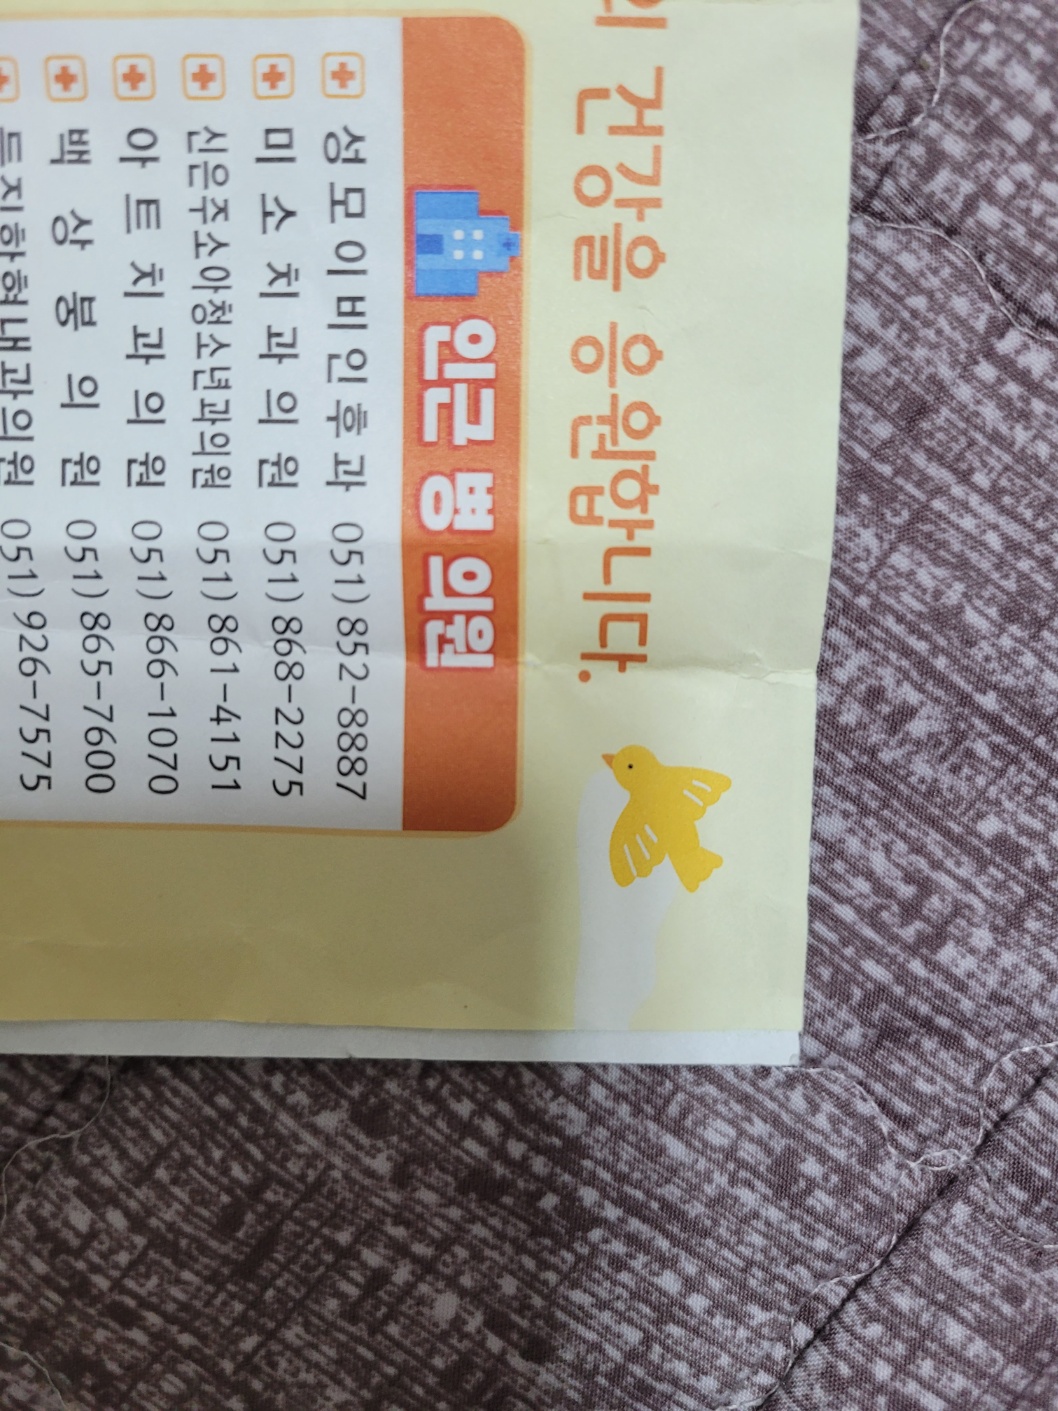 의 건강을 응원합니다.
인근 병 의원
성모이비인후과 051)852-8887
미소치과의원 051)868-2275
신은주소아청소년과의원 051)861-4151
아트치과의원 051)866-1070
백상봉의원 051)865-7600
051)926-7575